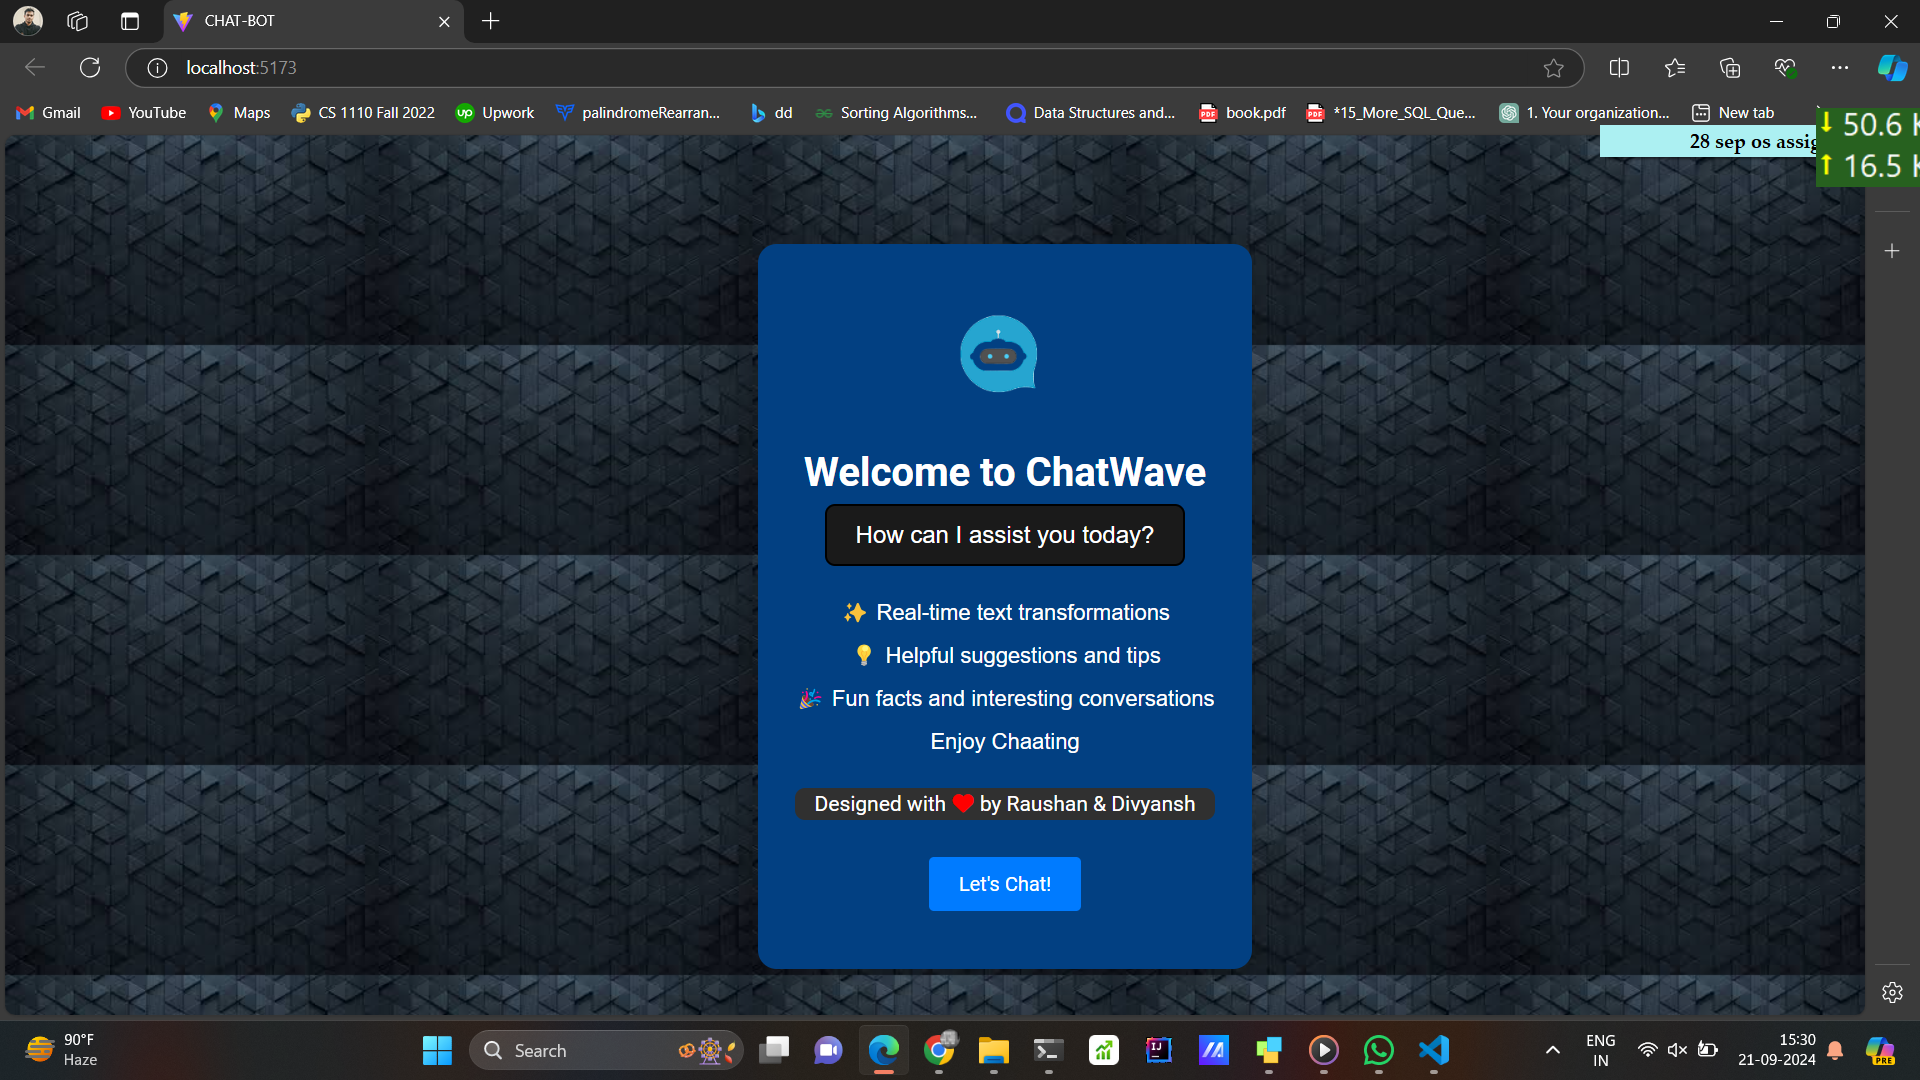 CHAT-BOT
localhost:5173
Gmail
YouTube
Maps
CS 1110 Fall 2022
Upwork
palindromeRearran...
dd
Sorting Algorithms...
Data Structures and...
book.pdf
*15_More_SQL_Que...
1. Your organization...
New tab
28 sep os assig
50.6 K
16.5 K
Welcome to ChatWave
How can I assist you today?
✨ Real-time text transformations
💡 Helpful suggestions and tips
🎉 Fun facts and interesting conversations
Enjoy Chaating
Designed with ❤️ by Raushan & Divyansh
Let's Chat!
90°F
Haze
Search
ENG
IN
15:30
21-09-2024
PRE